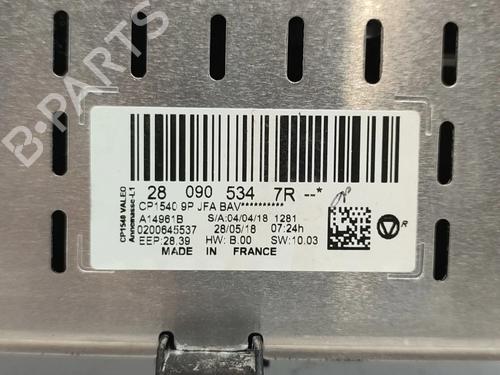 B-PARTS
CP1540 VALEO
Annemasse-L1
28 090 534 7R --*
CP1540 9P JFA BAV**********
A14961B S/A:04/04/18 1281
0200645537 28/05/18 07:24h
EEP:28.39 HW: B.00 SW:10.03
MADE IN FRANCE
R